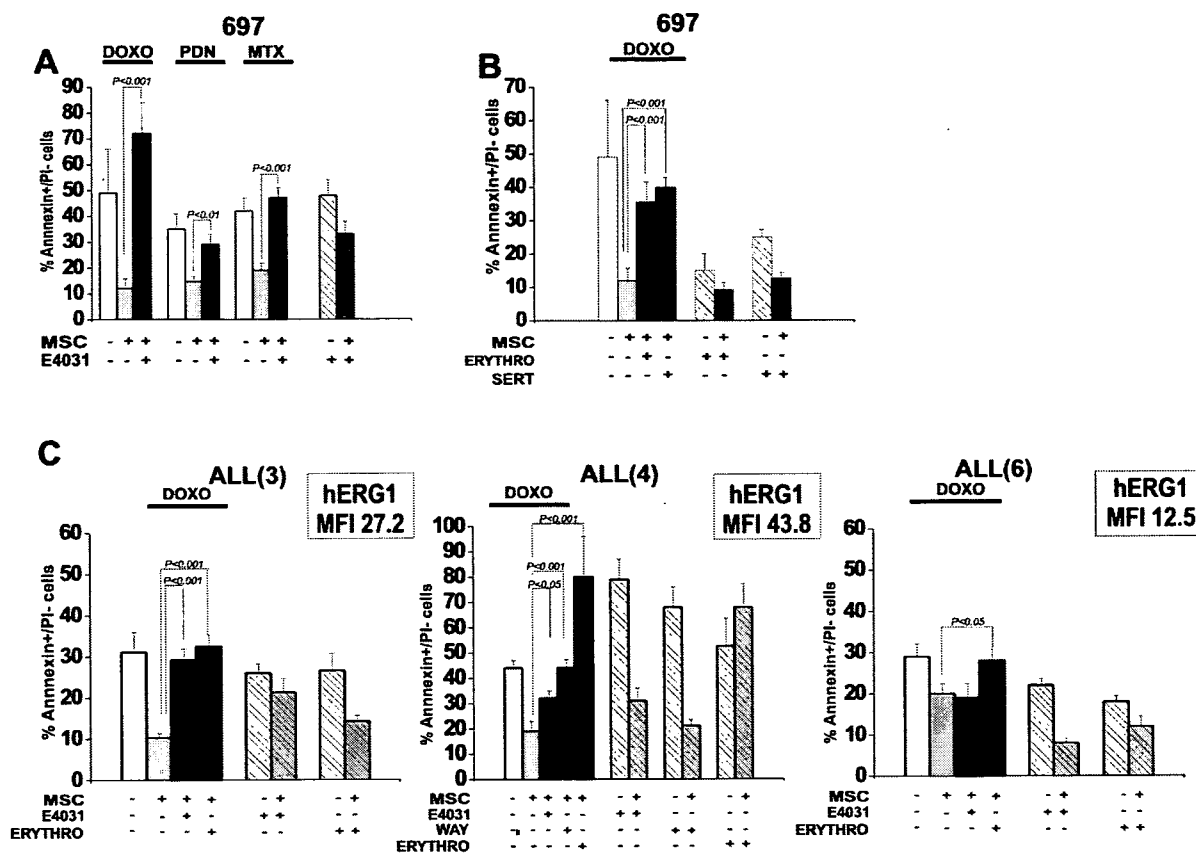 697
A
DOXO PDN MTX
% Annnexin+/PI- cells
90
80
70
60
50
40
30
20
10
0
P<0.001
P<0.01
P<0.001
MSC - + + - + + - + + - +
E4031 - - + - - + - - + + +
697
B
DOXO
% Annnexin+/PI- cells
70
60
50
40
30
20
10
0
P<0.001
P<0.001
MSC - + + + - + - +
ERYTHRO - - + - + +
SERT - - - + + +
C
ALL(3)
DOXO
hERG1
MFI 27.2
% Annnexin+/PI- cells
60
50
40
30
20
10
0
P<0.001
P<0.001
MSC - + + + - + - +
E4031 + + +
ERYTHRO + + +
ALL(4)
DOXO
hERG1
MFI 43.8
% Annnexin+/PI- cells
100
90
80
70
60
50
40
30
20
10
0
P<0.001
P<0.001
P<0.05
MSC - + + + + - + - + - +
E4031 + + +
WAY + + +
ERYTHRO + + +
ALL(6)
DOXO
hERG1
MFI 12.5
% Annnexin+/PI- cells
60
50
40
30
20
10
0
P<0.05
MSC - + + + - + - +
E4031 + + +
ERYTHRO + + +